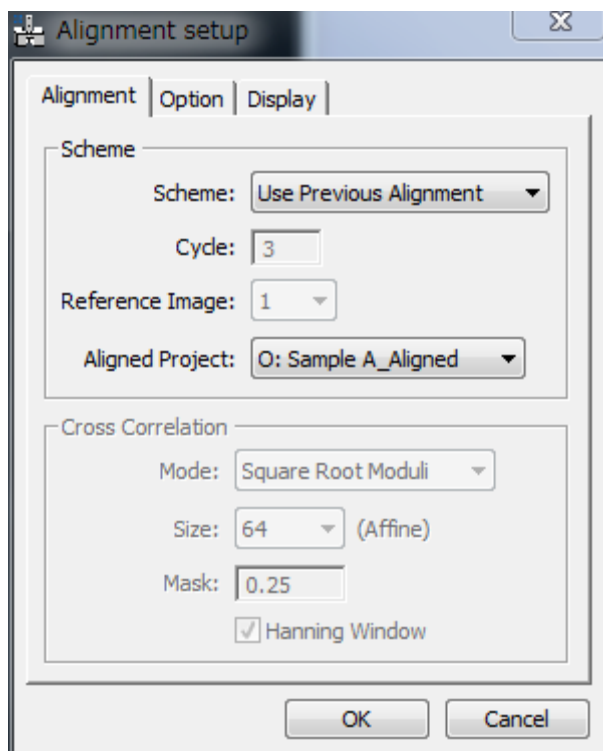 Alignment setup
Alignment Option Display
Scheme
Scheme: Use Previous Alignment
Cycle: 3
Reference Image: 1
Aligned Project: O: Sample A_Aligned
Cross Correlation
Mode: Square Root Moduli
Size: 64 (Affine)
Mask: 0.25
Hanning Window
OK Cancel